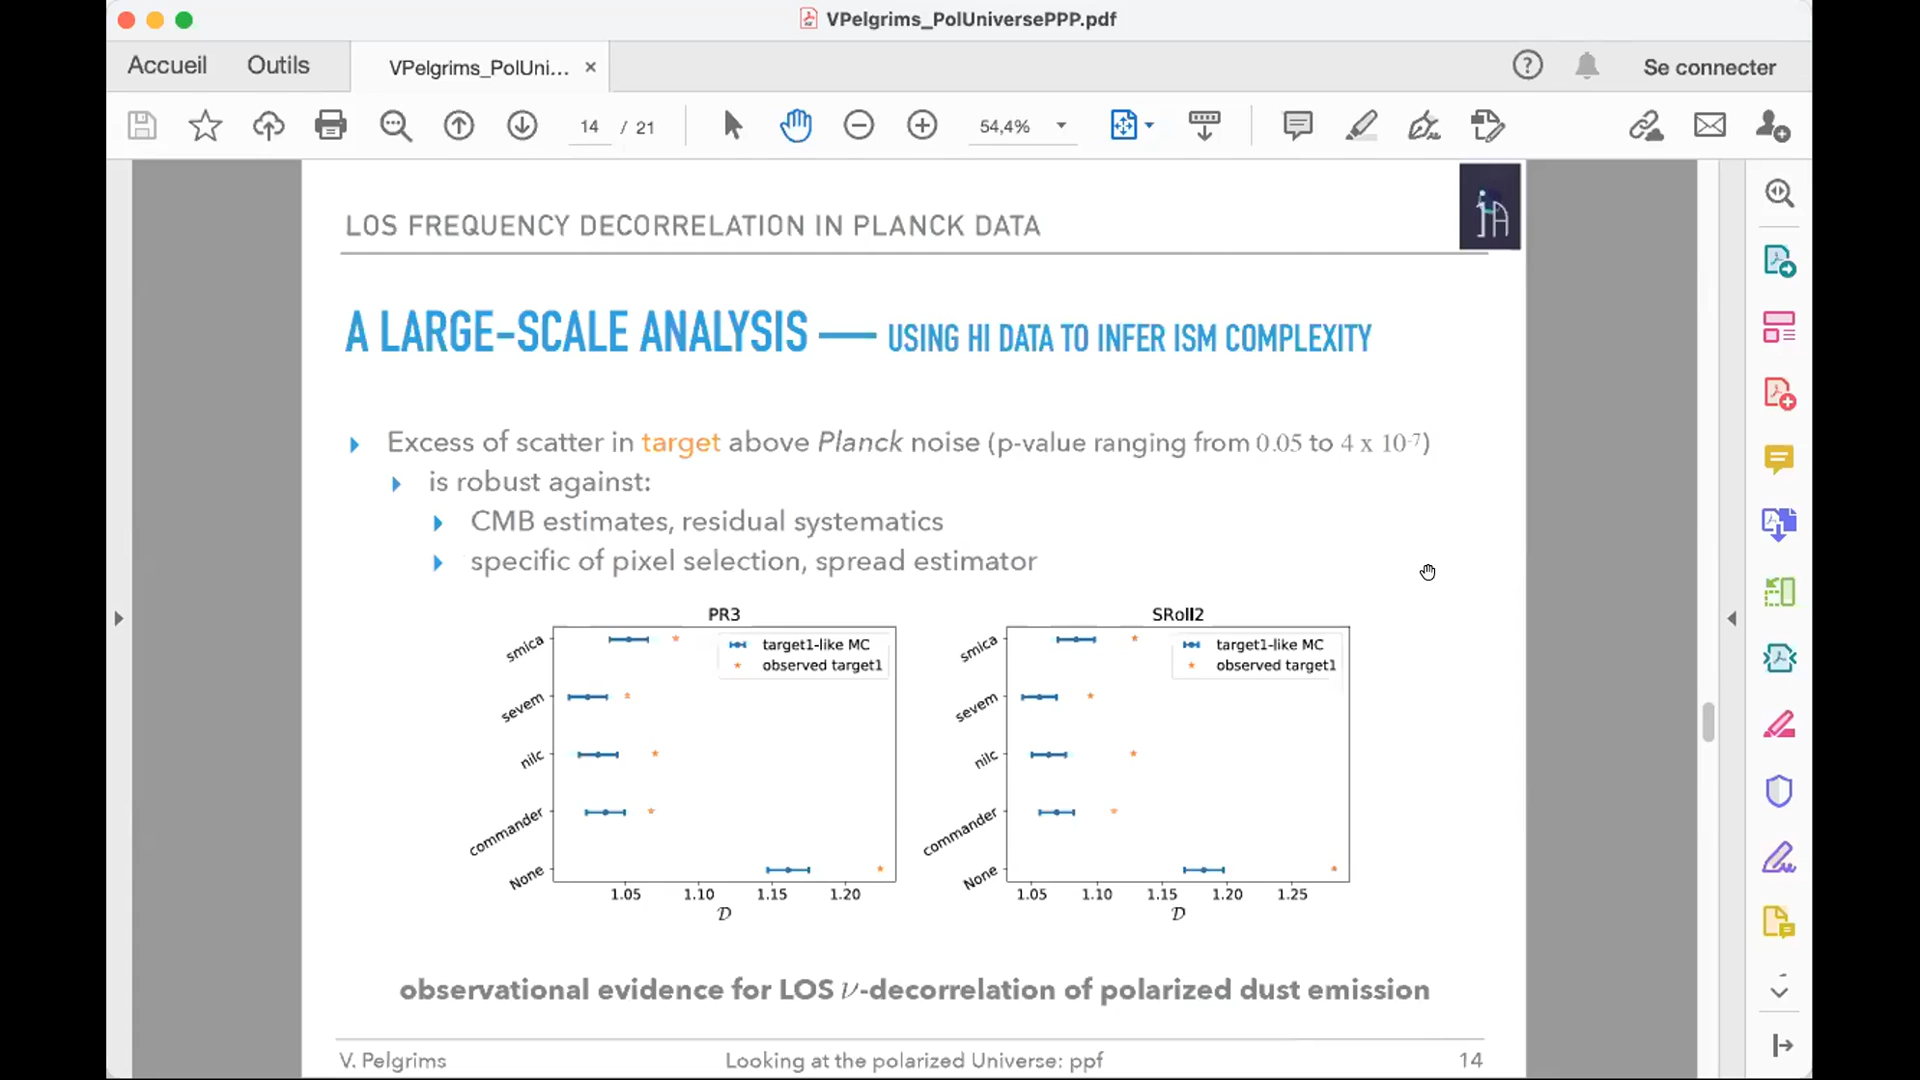 VPelgrims_PolUniversePPP.pdf
Accueil Outils VPelgrims_PolUni... × Se connecter
14 / 21 54,4%
LOS FREQUENCY DECORRELATION IN PLANCK DATA
A LARGE-SCALE ANALYSIS — USING HI DATA TO INFER ISM COMPLEXITY
Excess of scatter in target above Planck noise (p-value ranging from 0.05 to 4 x 10⁻⁷)
is robust against:
CMB estimates, residual systematics
specific of pixel selection, spread estimator
PR3
target1-like MC
observed target1
smica
sevem
nilc
commander
None
1.05 1.10 1.15 1.20
𝒟
SRoll2
target1-like MC
observed target1
smica
sevem
nilc
commander
None
1.05 1.10 1.15 1.20 1.25
𝒟
observational evidence for LOS ν-decorrelation of polarized dust emission
V. Pelgrims Looking at the polarized Universe: ppf 14